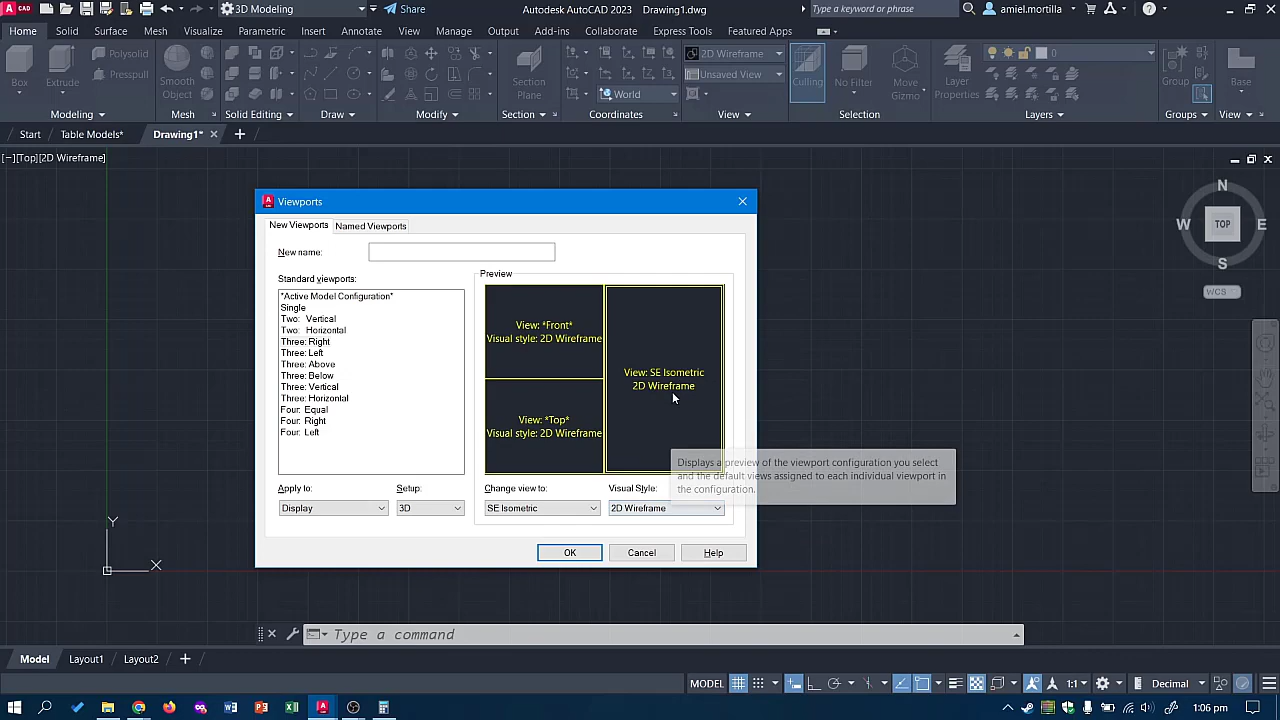 CAD
3D Modeling
Share
Autodesk AutoCAD 2023 Drawing1.dwg
Type a keyword or phrase
amiel.mortilla
Home Solid Surface Mesh Visualize Parametric Insert Annotate View Manage Output Add-ins Collaborate Express Tools Featured Apps
Box
Extrude
Polysolid
Presspull
Smooth
Object
Section
Plane
World
2D Wireframe
Unsaved View
Culling
No Filter
Move
Gizmo
Layer
Properties
0
Group
Base
Modeling
Mesh
Solid Editing
Draw
Modify
Section
Coordinates
View
Selection
Layers
Groups
View
Start Table Models* Drawing1*
[−][Top][2D Wireframe]
N
W
TOP
E
S
WCS
Viewports
New Viewports Named Viewports
New name:
Standard viewports:
*Active Model Configuration*
Single
Two: Vertical
Two: Horizontal
Three: Right
Three: Left
Three: Above
Three: Below
Three: Vertical
Three: Horizontal
Four: Equal
Four: Right
Four: Left
Preview
View: *Front*
Visual style: 2D Wireframe
View: *Top*
Visual style: 2D Wireframe
View: SE Isometric
2D Wireframe
Displays a preview of the viewport configuration you select
and the default views assigned to each individual viewport in
the configuration.
Apply to:
Display
Setup:
3D
Change view to:
SE Isometric
Visual Style:
2D Wireframe
OK
Cancel
Help
Y
X
Type a command
Model Layout1 Layout2
MODEL
1:1
Decimal
1:06 pm